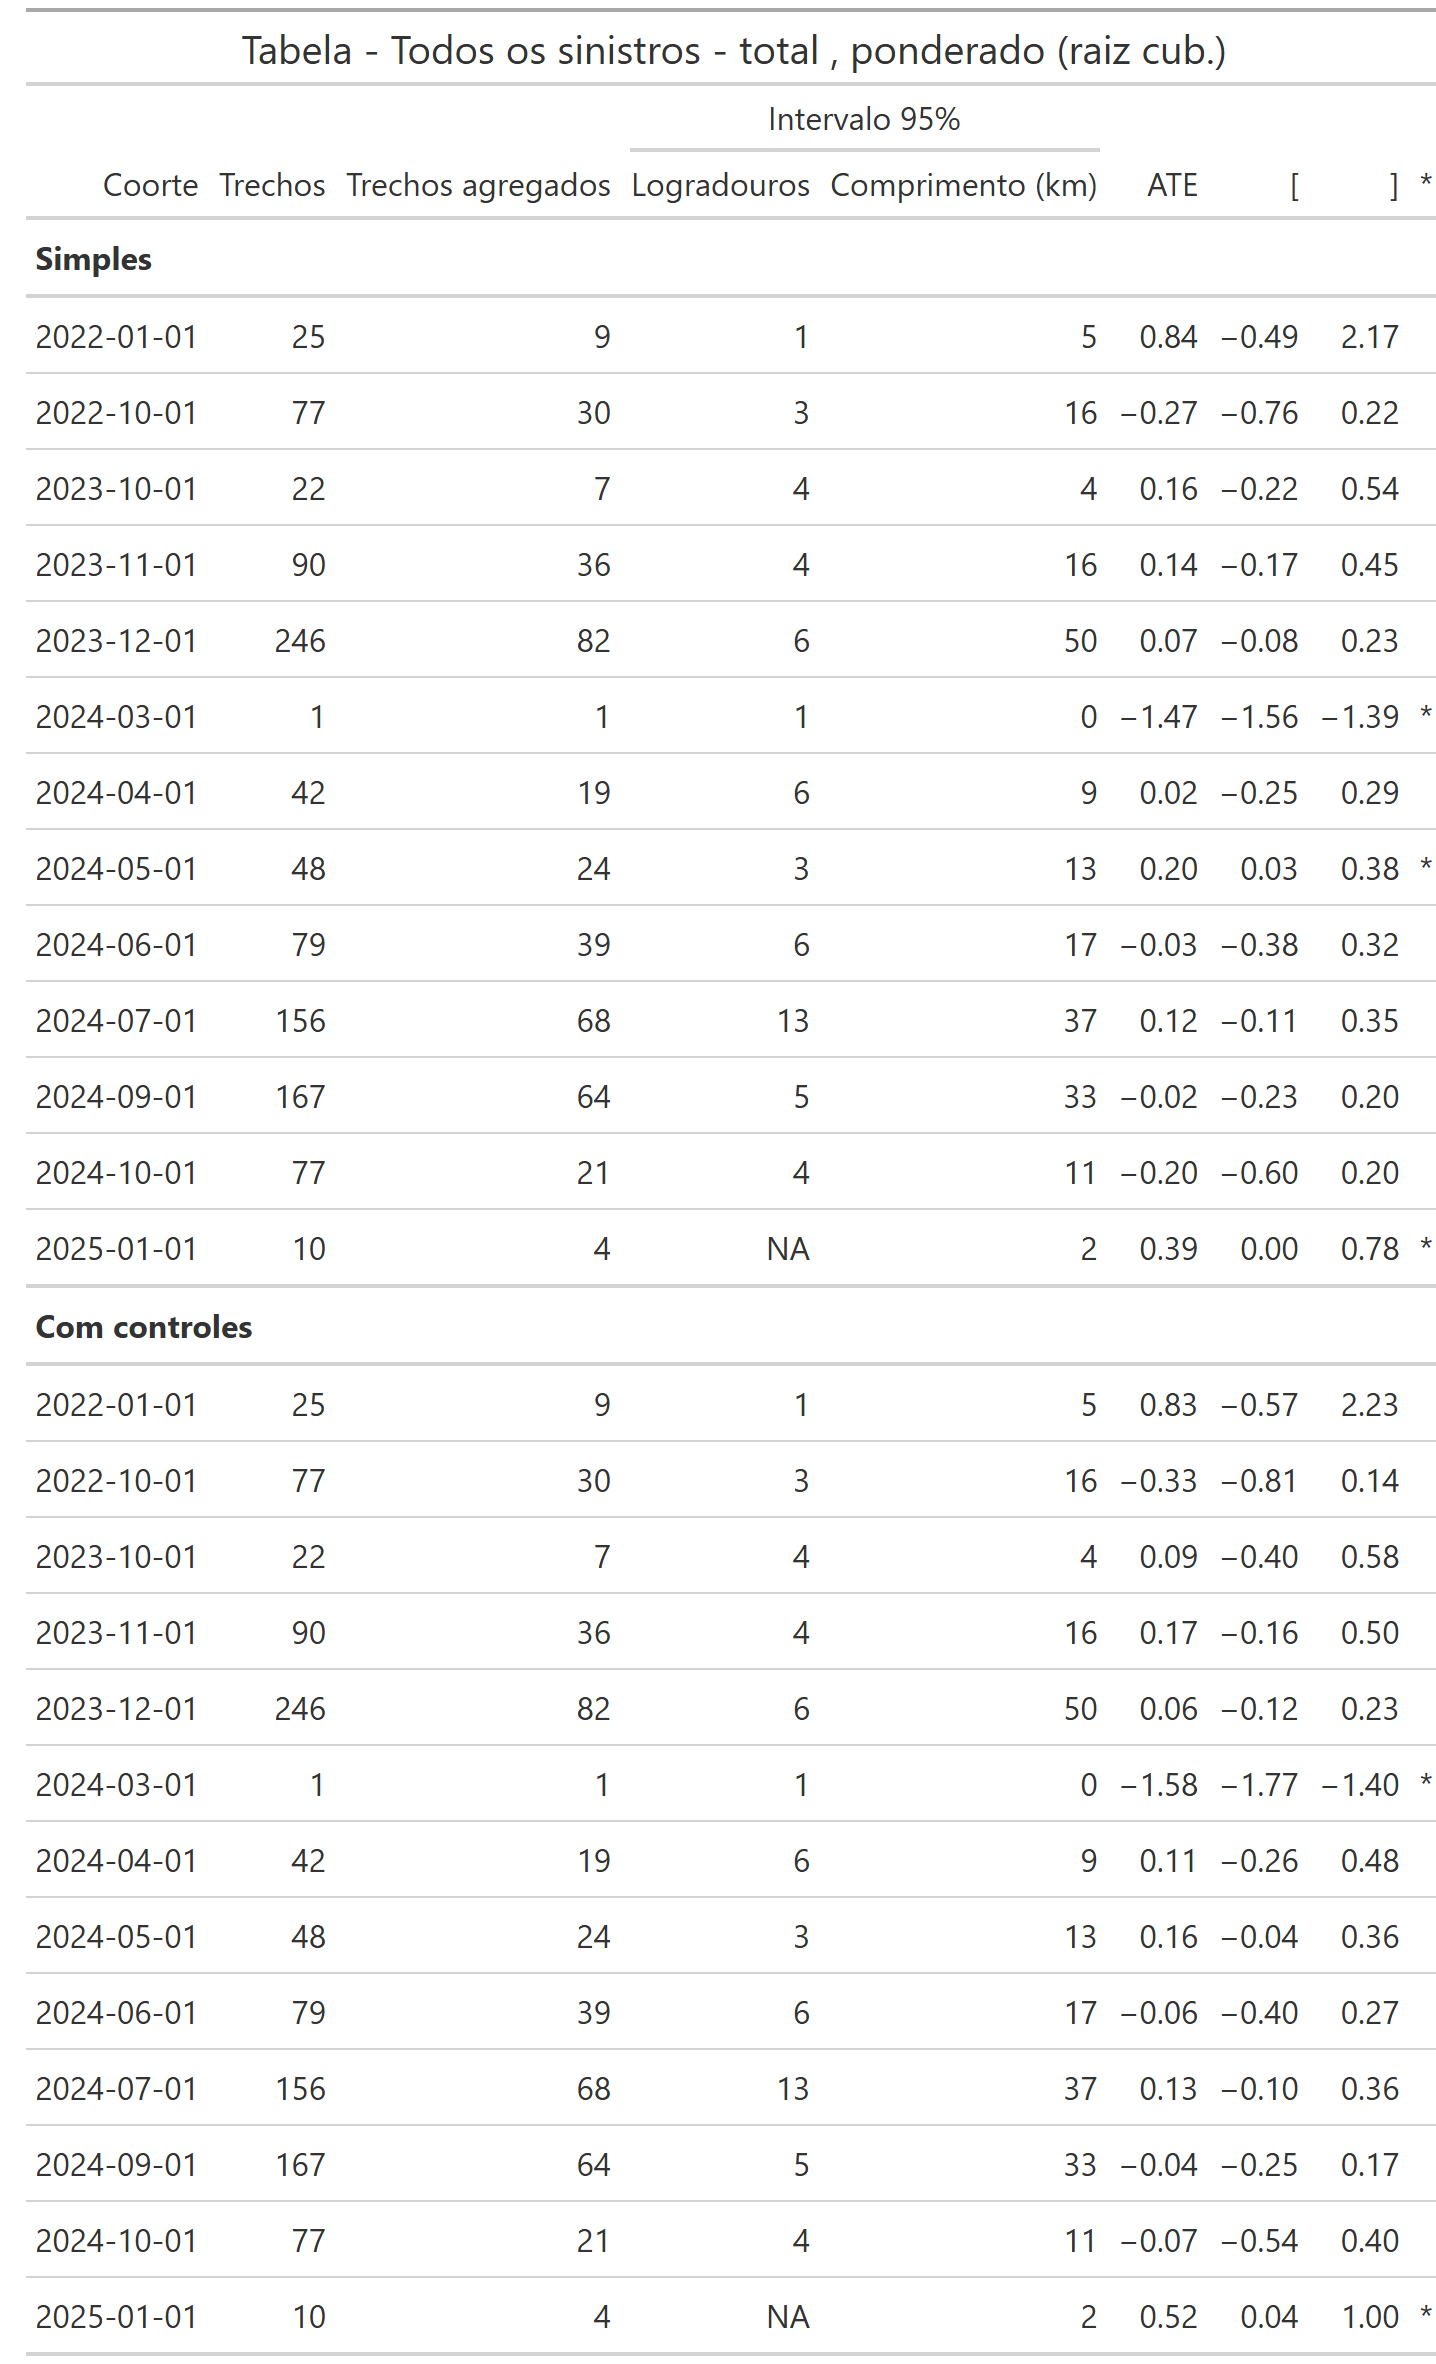 Tabela - Todos os sinistros - total , ponderado (raiz cub.)
Intervalo 95%
Coorte Trechos Trechos agregados Logradouros Comprimento (km) ATE [ ] *
Simples
2022-01-01 25 9 1 5 0.84 −0.49 2.17
2022-10-01 77 30 3 16 −0.27 −0.76 0.22
2023-10-01 22 7 4 4 0.16 −0.22 0.54
2023-11-01 90 36 4 16 0.14 −0.17 0.45
2023-12-01 246 82 6 50 0.07 −0.08 0.23
2024-03-01 1 1 1 0 −1.47 −1.56 −1.39 *
2024-04-01 42 19 6 9 0.02 −0.25 0.29
2024-05-01 48 24 3 13 0.20 0.03 0.38 *
2024-06-01 79 39 6 17 −0.03 −0.38 0.32
2024-07-01 156 68 13 37 0.12 −0.11 0.35
2024-09-01 167 64 5 33 −0.02 −0.23 0.20
2024-10-01 77 21 4 11 −0.20 −0.60 0.20
2025-01-01 10 4 NA 2 0.39 0.00 0.78 *
Com controles
2022-01-01 25 9 1 5 0.83 −0.57 2.23
2022-10-01 77 30 3 16 −0.33 −0.81 0.14
2023-10-01 22 7 4 4 0.09 −0.40 0.58
2023-11-01 90 36 4 16 0.17 −0.16 0.50
2023-12-01 246 82 6 50 0.06 −0.12 0.23
2024-03-01 1 1 1 0 −1.58 −1.77 −1.40 *
2024-04-01 42 19 6 9 0.11 −0.26 0.48
2024-05-01 48 24 3 13 0.16 −0.04 0.36
2024-06-01 79 39 6 17 −0.06 −0.40 0.27
2024-07-01 156 68 13 37 0.13 −0.10 0.36
2024-09-01 167 64 5 33 −0.04 −0.25 0.17
2024-10-01 77 21 4 11 −0.07 −0.54 0.40
2025-01-01 10 4 NA 2 0.52 0.04 1.00 *